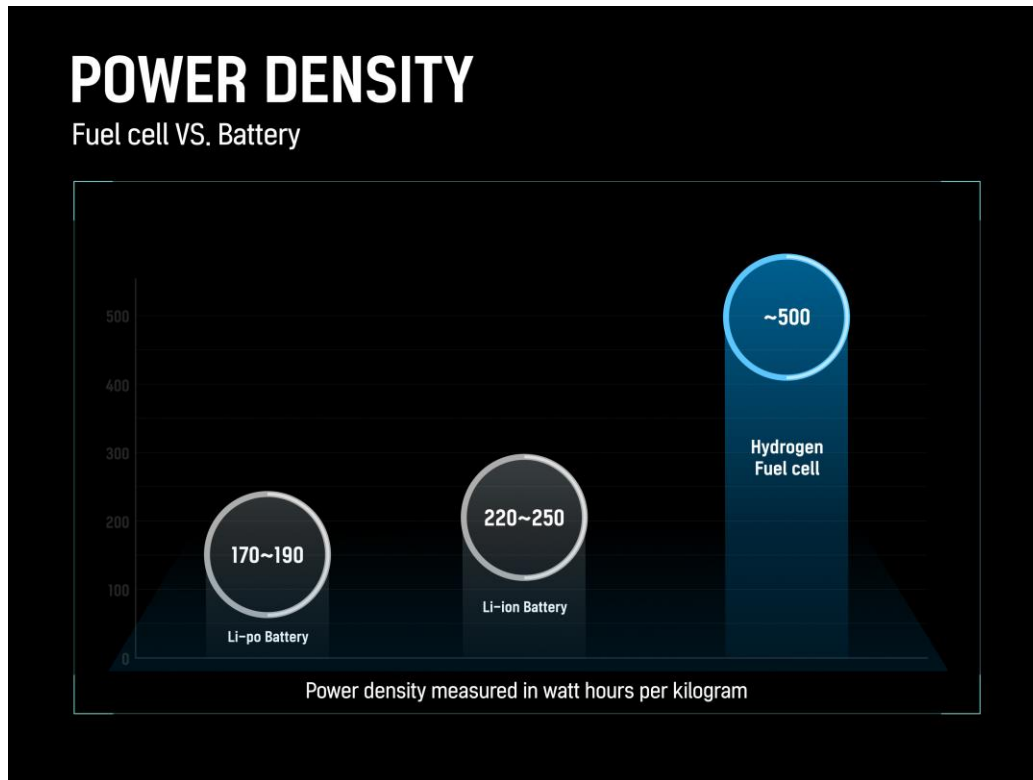 POWER DENSITY
Fuel cell VS. Battery
500
400
300
200
100
0
~500
Hydrogen
Fuel cell
220~250
Li-ion Battery
170~190
Li-po Battery
Power density measured in watt hours per kilogram